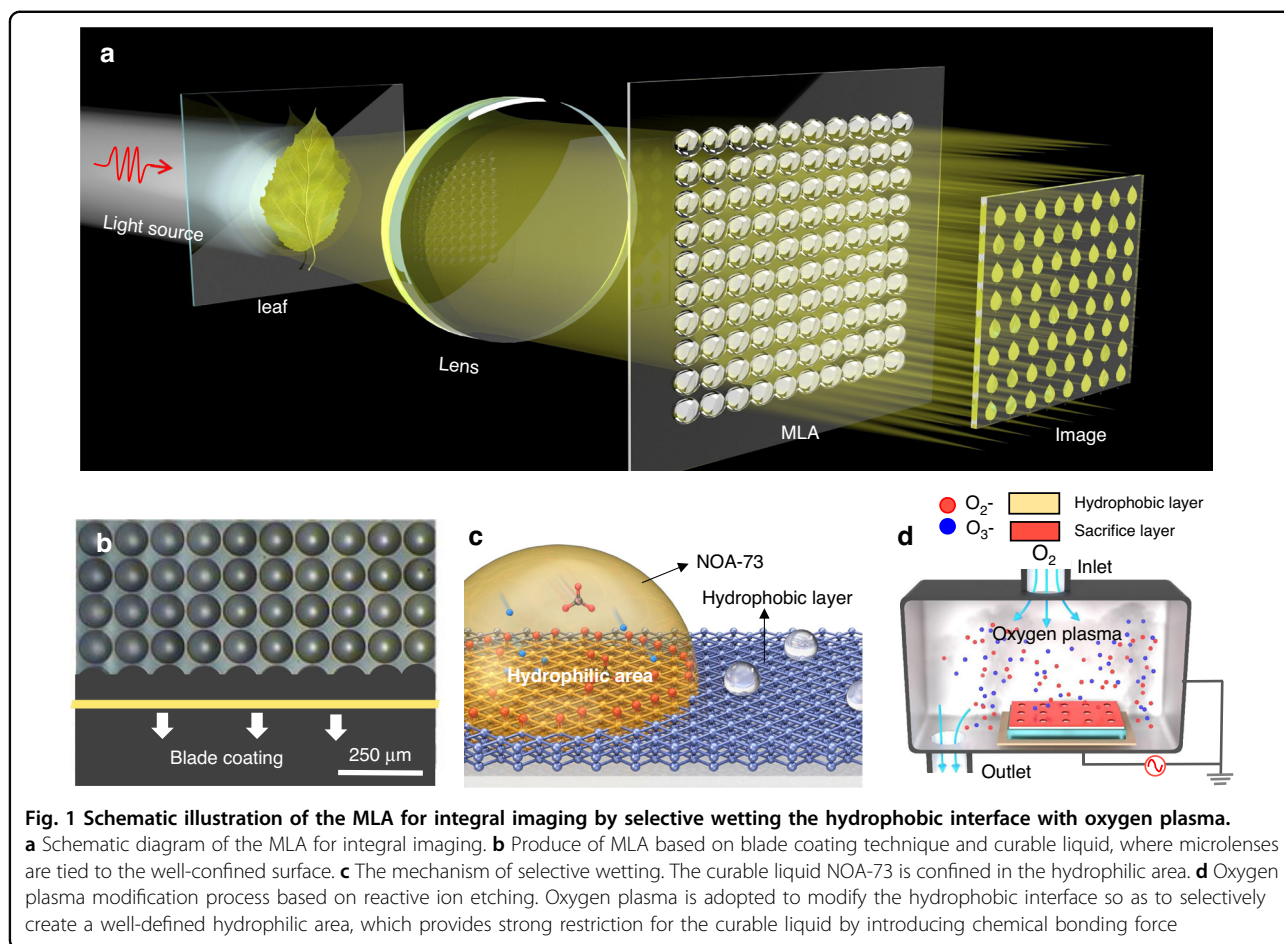 a
Light source
leaf
Lens
MLA
Image
b
Blade coating
250 μm
c
NOA-73
Hydrophobic layer
Hydrophilic area
O₂- Hydrophobic layer
O₃- Sacrifice layer
d
O₂
Inlet
Oxygen plasma
Outlet
Fig. 1 Schematic illustration of the MLA for integral imaging by selective wetting the hydrophobic interface with oxygen plasma.
a Schematic diagram of the MLA for integral imaging. b Produce of MLA based on blade coating technique and curable liquid, where microlenses
are tied to the well-confined surface. c The mechanism of selective wetting. The curable liquid NOA-73 is confined in the hydrophilic area. d Oxygen
plasma modification process based on reactive ion etching. Oxygen plasma is adopted to modify the hydrophobic interface so as to selectively
create a well-defined hydrophilic area, which provides strong restriction for the curable liquid by introducing chemical bonding force